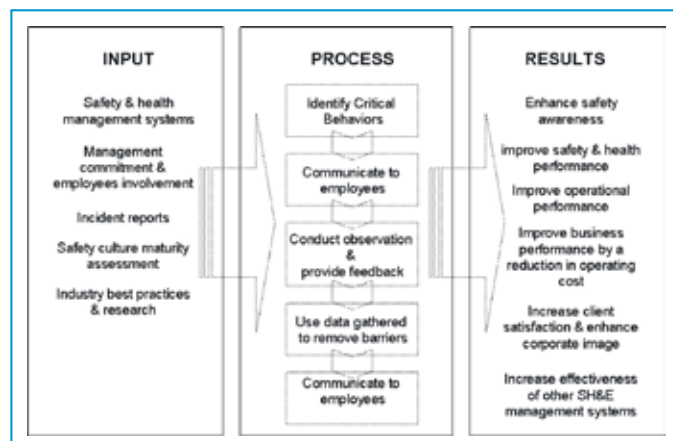 INPUT
Safety & health
management systems
Management
commitment &
employees involvement
Incident reports
Safety culture maturity
assessment
Industry best practices
& research
PROCESS
Identify Critical
Behaviors
Communicate to
employees
Conduct observation
&
provide feedback
Use data gathered
to remove barriers
Communicate to
employees
RESULTS
Enhance safety
awareness
improve safety & health
performance
Improve operational
performance
Improve business
performance by a
reduction in operating
cost
Increase client
satisfaction & enhance
corporate image
Increase effectiveness
of other SH&E
management systems